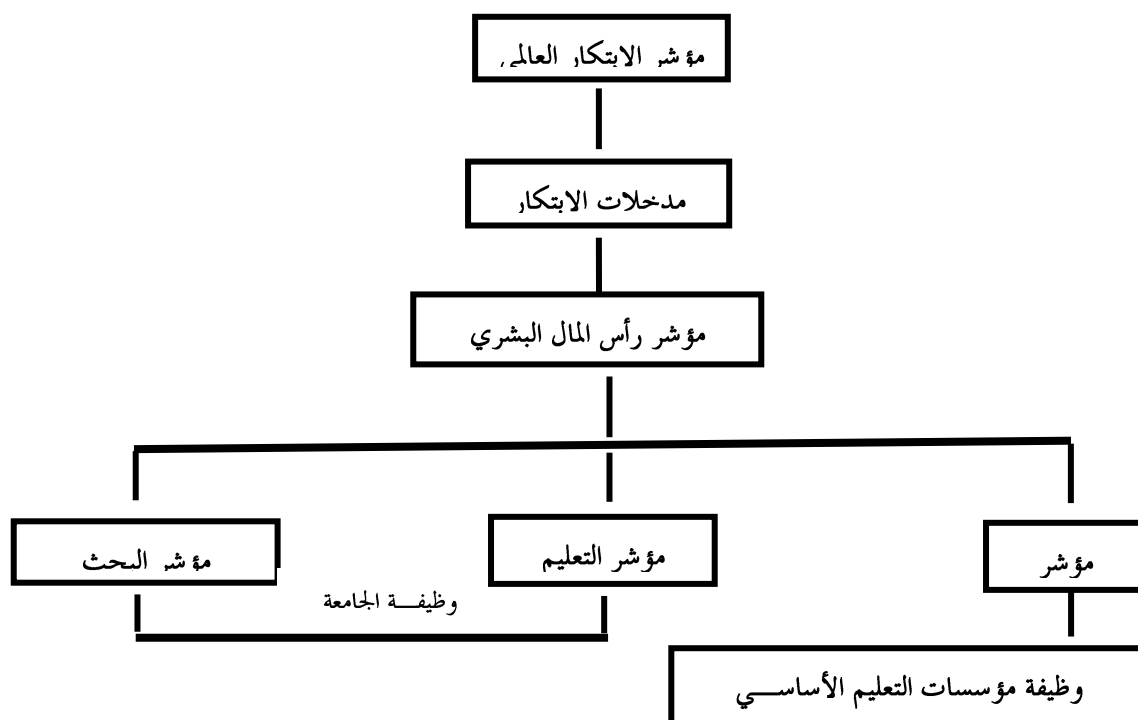 مؤشر الابتكار العالمي
مدخلات الابتكار
مؤشر رأس المال البشري
مؤشر
مؤشر التعليم
مؤشر البحث
وظيفــة الجامعة
وظيفة مؤسسات التعليم الأساســـي